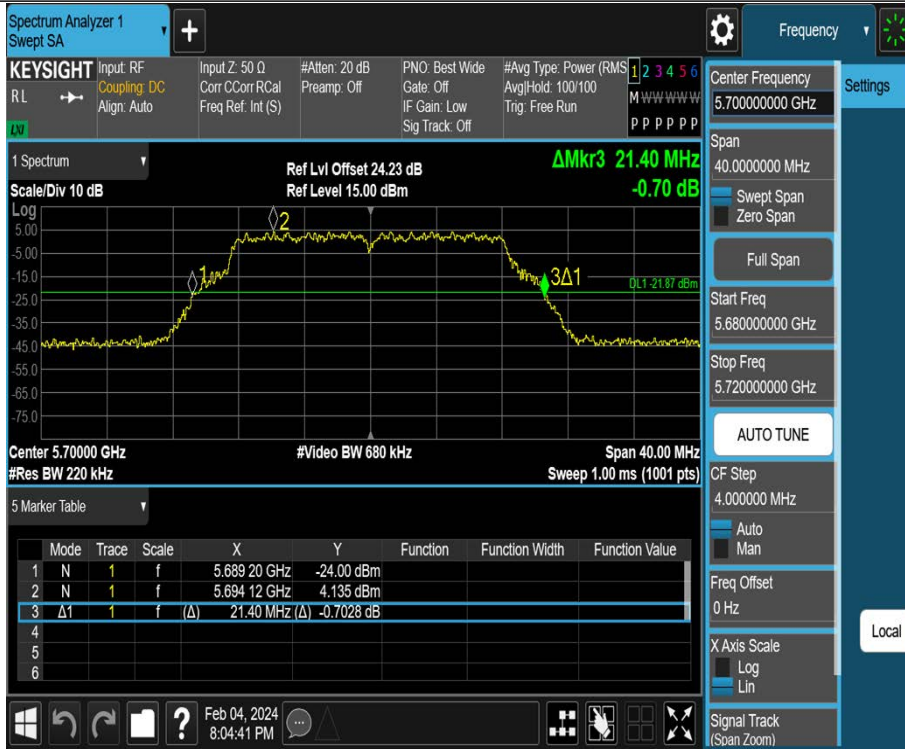 Spectrum Analyzer 1
Swept SA
+
Frequency
KEYSIGHT
RL
LXI
Input: RF
Coupling: DC
Align: Auto
Input Z: 50 Ω
Corr CCorr RCal
Freq Ref: Int (S)
#Atten: 20 dB
Preamp: Off
PNO: Best Wide
Gate: Off
IF Gain: Low
Sig Track: Off
#Avg Type: Power (RMS
Avg|Hold: 100/100
Trig: Free Run
1 2 3 4 5 6
M W W W W W
P P P P P P
1 Spectrum
Scale/Div 10 dB
Ref Lvl Offset 24.23 dB
Ref Level 15.00 dBm
ΔMkr3 21.40 MHz
-0.70 dB
Log
5.00
-5.00
-15.0
-25.0
-35.0
-45.0
-55.0
-65.0
-75.0
1
2
3Δ1
DL1 -21.87 dBm
Center 5.70000 GHz
#Res BW 220 kHz
#Video BW 680 kHz
Span 40.00 MHz
Sweep 1.00 ms (1001 pts)
5 Marker Table
Mode Trace Scale X Y Function Function Width Function Value
1 N 1 f 5.689 20 GHz -24.00 dBm
2 N 1 f 5.694 12 GHz 4.135 dBm
3 Δ1 1 f (Δ) 21.40 MHz (Δ) -0.7028 dB
4
5
6
?
Feb 04, 2024
8:04:41 PM
Center Frequency
5.700000000 GHz
Span
40.0000000 MHz
Swept Span
Zero Span
Full Span
Start Freq
5.680000000 GHz
Stop Freq
5.720000000 GHz
AUTO TUNE
CF Step
4.000000 MHz
Auto
Man
Freq Offset
0 Hz
X Axis Scale
Log
Lin
Signal Track
(Span Zoom)
Settings
Local